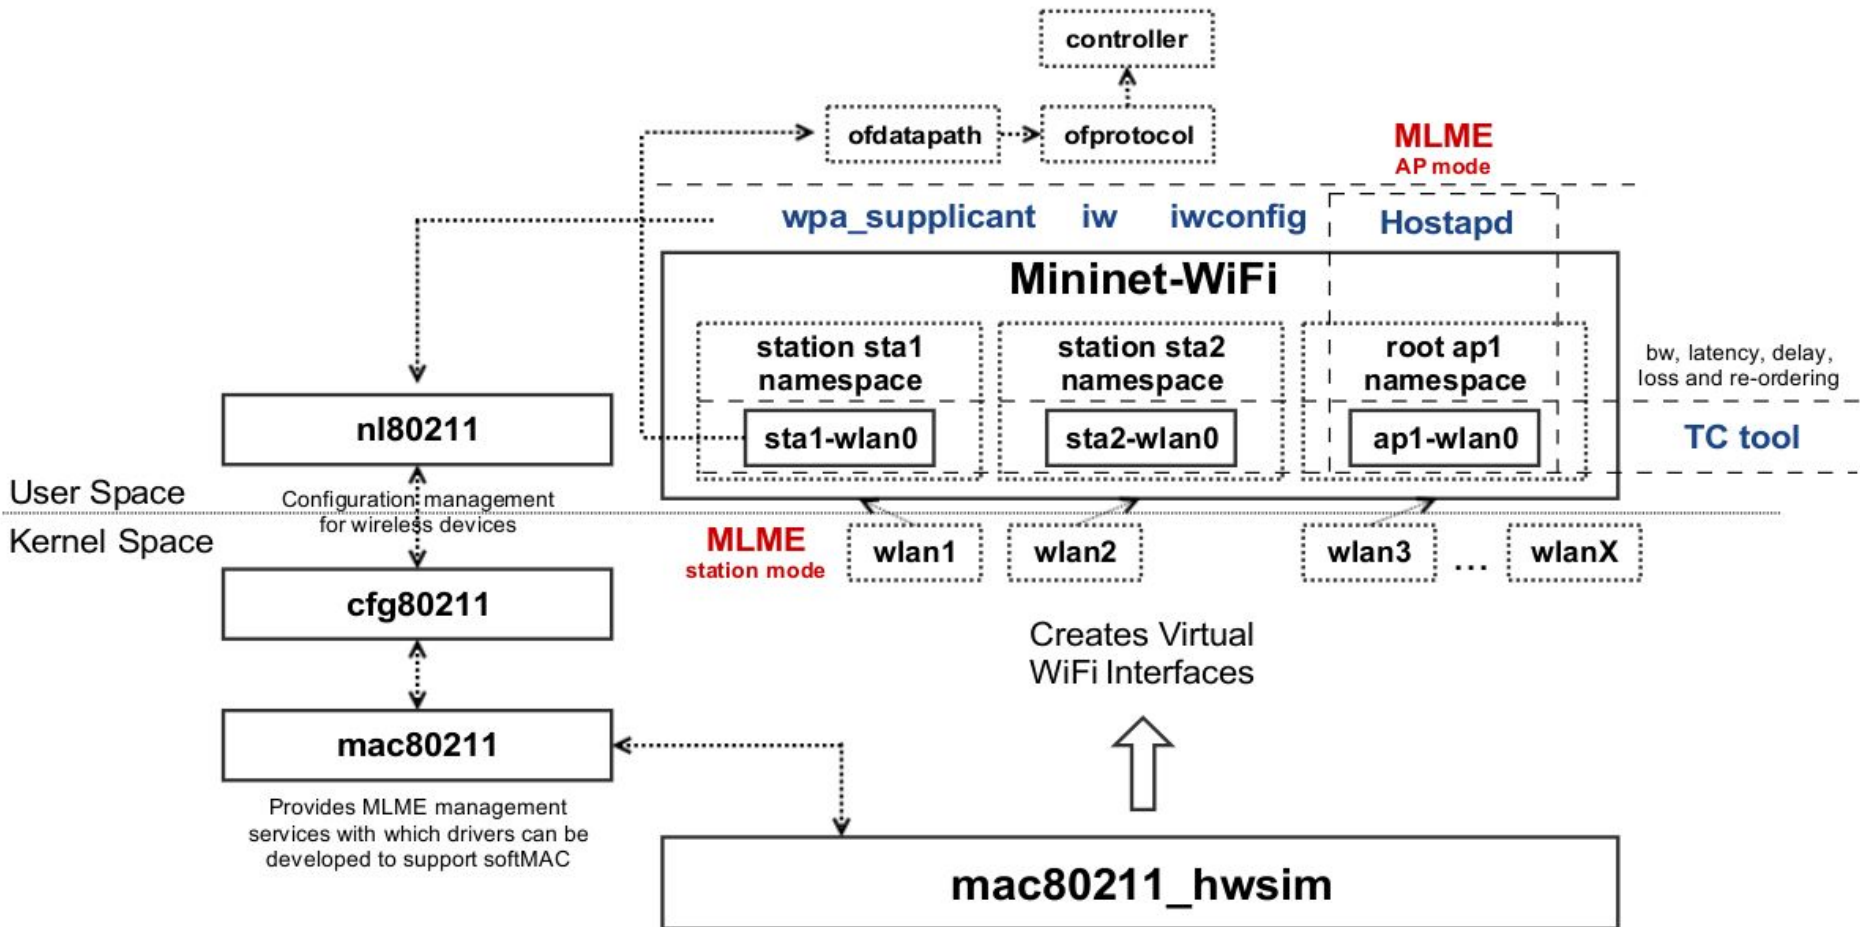 controller
ofdatapath
ofprotocol
MLME
AP mode
wpa_supplicant iw iwconfig
Hostapd
Mininet-WiFi
station sta1
namespace
sta1-wlan0
station sta2
namespace
sta2-wlan0
root ap1
namespace
ap1-wlan0
bw, latency, delay,
loss and re-ordering
TC tool
nl80211
User Space
Configuration management
for wireless devices
Kernel Space
MLME
station mode
wlan1
wlan2
wlan3
...
wlanX
cfg80211
Creates Virtual
WiFi Interfaces
mac80211
Provides MLME management
services with which drivers can be
developed to support softMAC
mac80211_hwsim